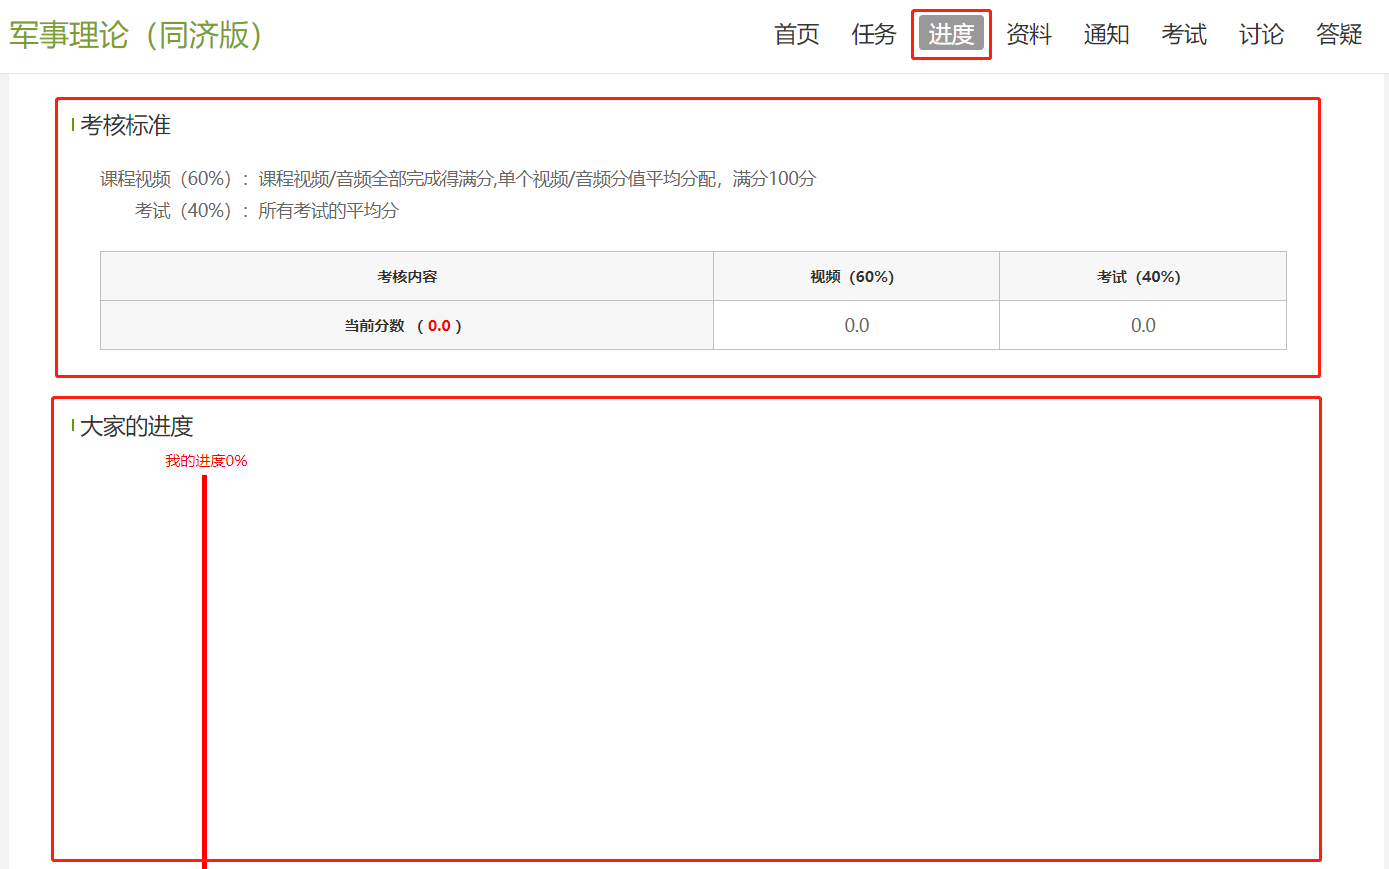 军事理论（同济版）
首页 任务 进度 资料 通知 考试 讨论 答疑
考核标准
课程视频（60%）：课程视频/音频全部完成得满分,单个视频/音频分值平均分配，满分100分
考试（40%）：所有考试的平均分
考核内容 视频（60%） 考试（40%）
当前分数 （ 0.0 ） 0.0 0.0
大家的进度
我的进度0%